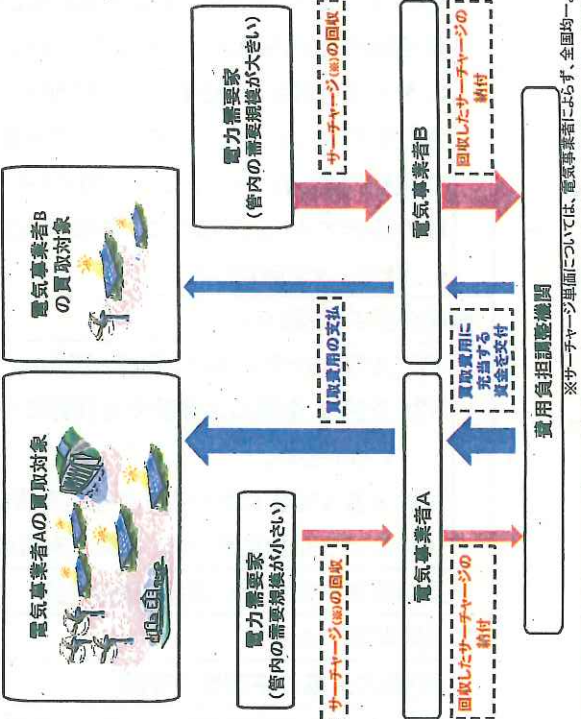 電気事業者Aの買取対象
電気事業者B
の買取対象
電力需要家
(管内の需要規模が小さい)
電力需要家
(管内の需要規模が大きい)
サーチャージ(※)の回収
買取費用の支払
サーチャージ(※)の回収
電気事業者A
電気事業者B
回収したサーチャージの
納付
買取費用に
充当する
資金を交付
回収したサーチャージの
納付
費用負担調整機関
※サーチャージ単価については、電気事業者によらず、全国均一。